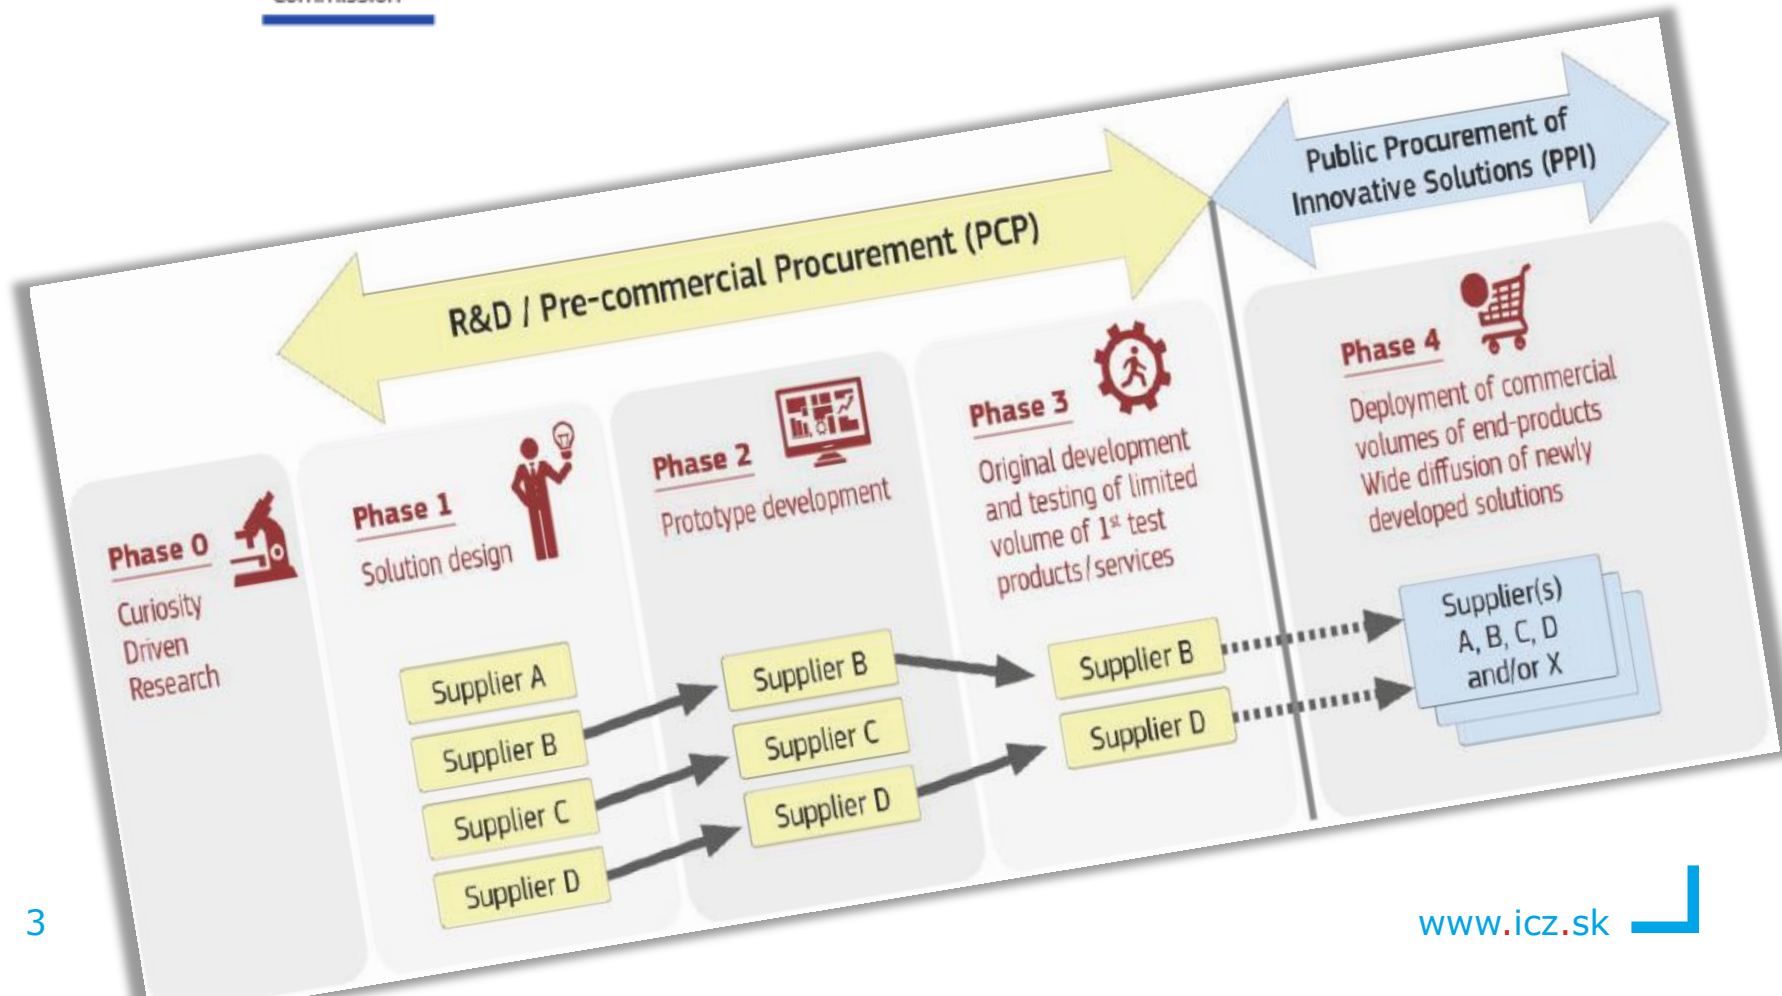 R&D / Pre-commercial Procurement (PCP)
Public Procurement of
Innovative Solutions (PPI)
Phase 0
Curiosity
Driven
Research
Phase 1
Solution design
Supplier A
Supplier B
Supplier C
Supplier D
Phase 2
Prototype development
Supplier B
Supplier C
Supplier D
Phase 3
Original development
and testing of limited
volume of 1st test
products/services
Supplier B
Supplier D
Phase 4
Deployment of commercial
volumes of end-products
Wide diffusion of newly
developed solutions
Supplier(s)
A, B, C, D
and/or X
3
www.icz.sk